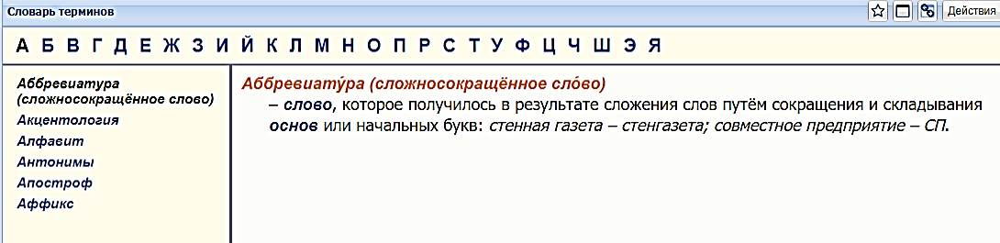 Словарь терминов
Действия
А Б В Г Д Е Ж З И Й К Л М Н О П Р С Т У Ф Ц Ч Ш Э Я
Аббревиатура
(сложносокращённое слово)
Акцентология
Алфавит
Антонимы
Апостроф
Аффикс
Аббревиату́ра (сложносокращённое сло́во)
– слово, которое получилось в результате сложения слов путём сокращения и складывания
основ или начальных букв: стенная газета – стенгазета; совместное предприятие – СП.